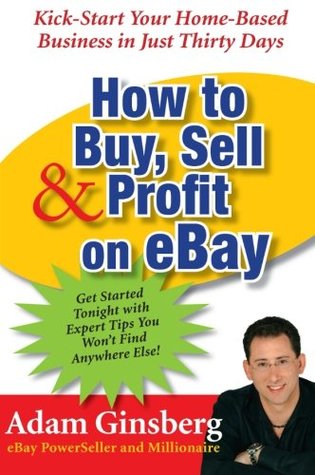 Kick-Start Your Home-Based
Business in Just Thirty Days
How to
Buy, Sell
& Profit
on eBay
Get Started
Tonight with
Expert Tips You
Won't Find
Anywhere Else!
Adam Ginsberg
eBay PowerSeller and Millionaire